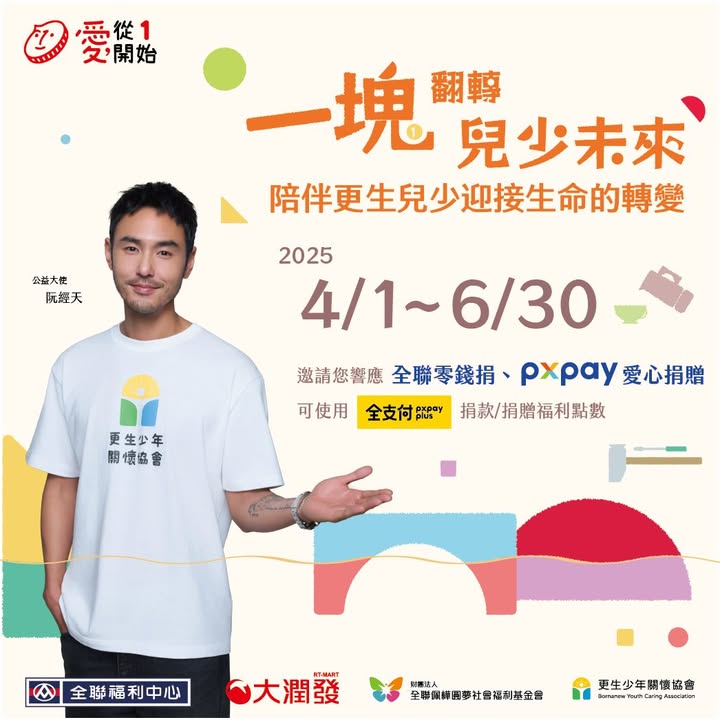 愛從1開始
一塊翻轉
兒少未來
陪伴更生兒少迎接生命的轉變
2025
4/1~6/30
公益大使
阮經天
邀請您響應 全聯零錢捐、pxpay愛心捐贈
可使用 全支付 pxpay plus 捐款/捐贈福利點數
更生少年
關懷協會
全聯福利中心
RT-MART
大潤發
財團法人
全聯佩樺圓夢社會福利基金會
更生少年關懷協會
Bornanew Youth Caring Association